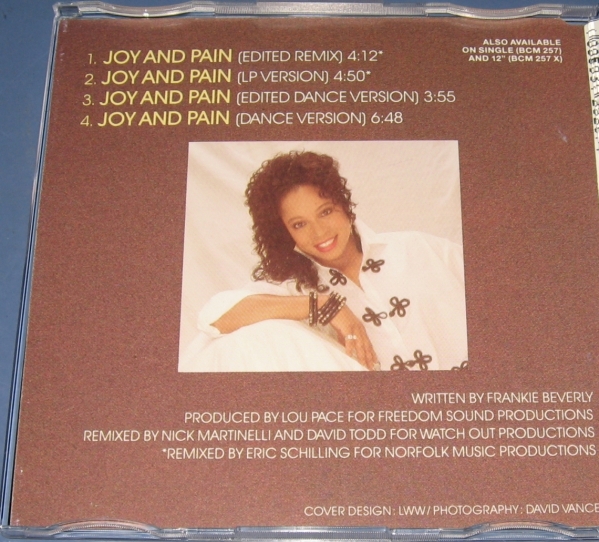 1. JOY AND PAIN (EDITED REMIX) 4:12*
2. JOY AND PAIN (LP VERSION) 4:50*
3. JOY AND PAIN (EDITED DANCE VERSION) 3:55
4. JOY AND PAIN (DANCE VERSION) 6:48
ALSO AVAILABLE
ON SINGLE (BCM 257)
AND 12" (BCM 257 X)
WRITTEN BY FRANKIE BEVERLY
PRODUCED BY LOU PACE FOR FREEDOM SOUND PRODUCTIONS
REMIXED BY NICK MARTINELLI AND DAVID TODD FOR WATCH OUT PRODUCTIONS
*REMIXED BY ERIC SCHILLING FOR NORFOLK MUSIC PRODUCTIONS
COVER DESIGN : LWW / PHOTOGRAPHY : DAVID VANCE